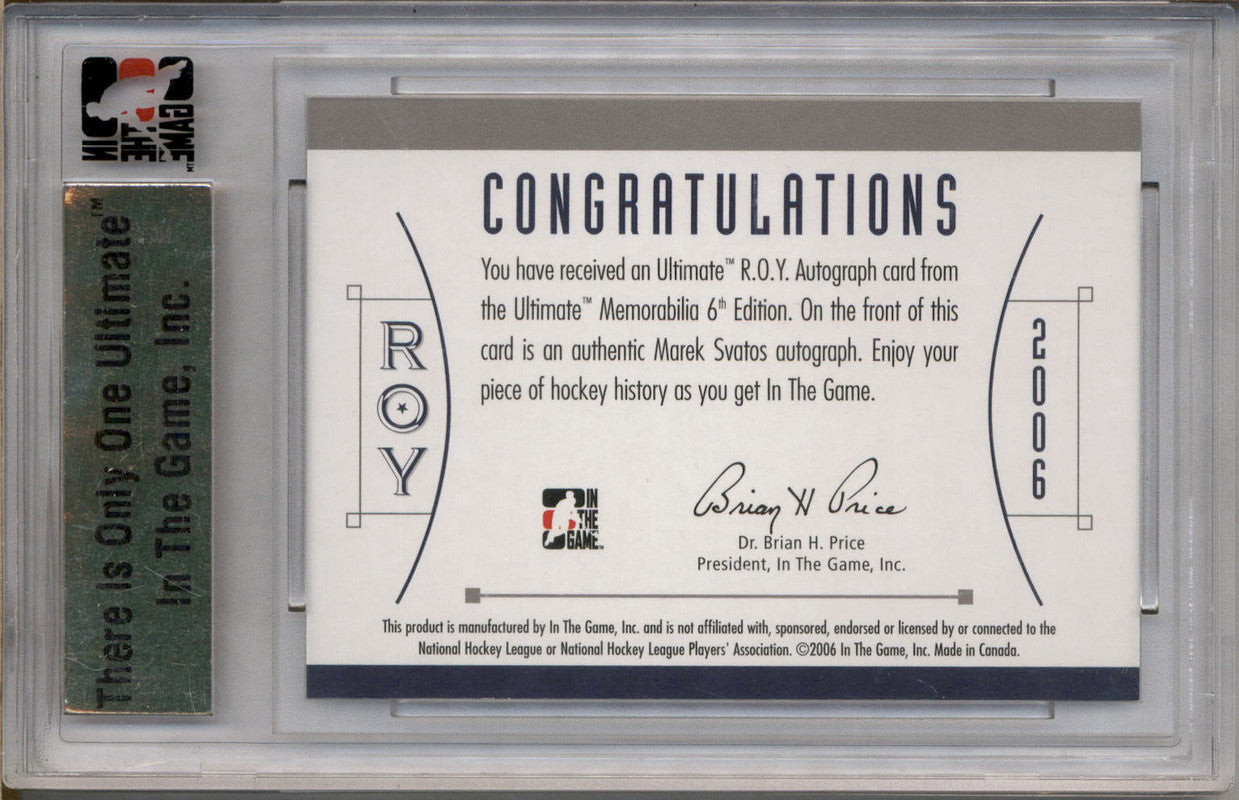 IN
THE
GAME TM
There Is Only One Ultimate™
In The Game, Inc.
CONGRATULATIONS
You have received an Ultimate™ R.O.Y. Autograph card from
the Ultimate™ Memorabilia 6th Edition. On the front of this
card is an authentic Marek Svatos autograph. Enjoy your
piece of hockey history as you get In The Game.
ROY
2006
IN
THE
GAME™
Brian H Price
Dr. Brian H. Price
President, In The Game, Inc.
This product is manufactured by In The Game, Inc. and is not affiliated with, sponsored, endorsed or licensed by or connected to the
National Hockey League or National Hockey League Players' Association. ©2006 In The Game, Inc. Made in Canada.